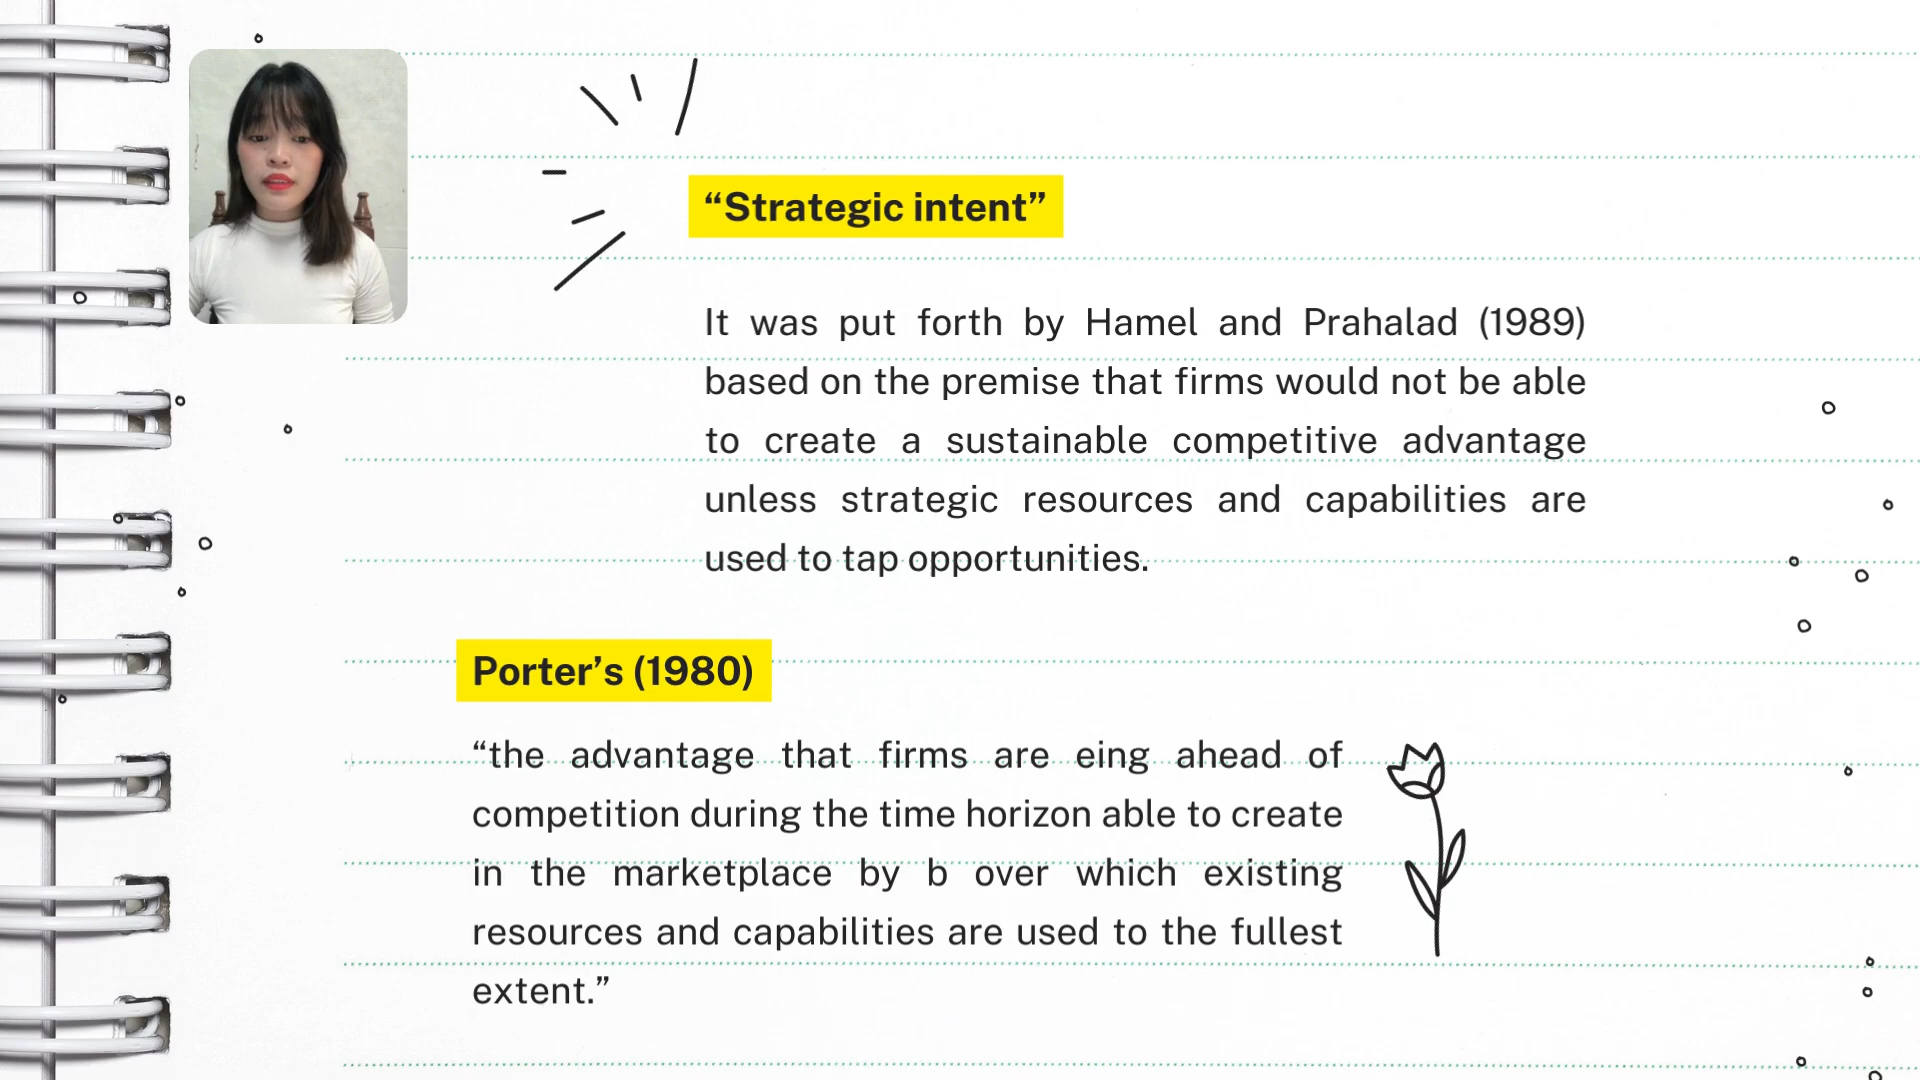 “Strategic intent”
It was put forth by Hamel and Prahalad (1989)
based on the premise that firms would not be able
to create a sustainable competitive advantage
unless strategic resources and capabilities are
used to tap opportunities.
Porter’s (1980)
“the advantage that firms are eing ahead of
competition during the time horizon able to create
in the marketplace by b over which existing
resources and capabilities are used to the fullest
extent.”